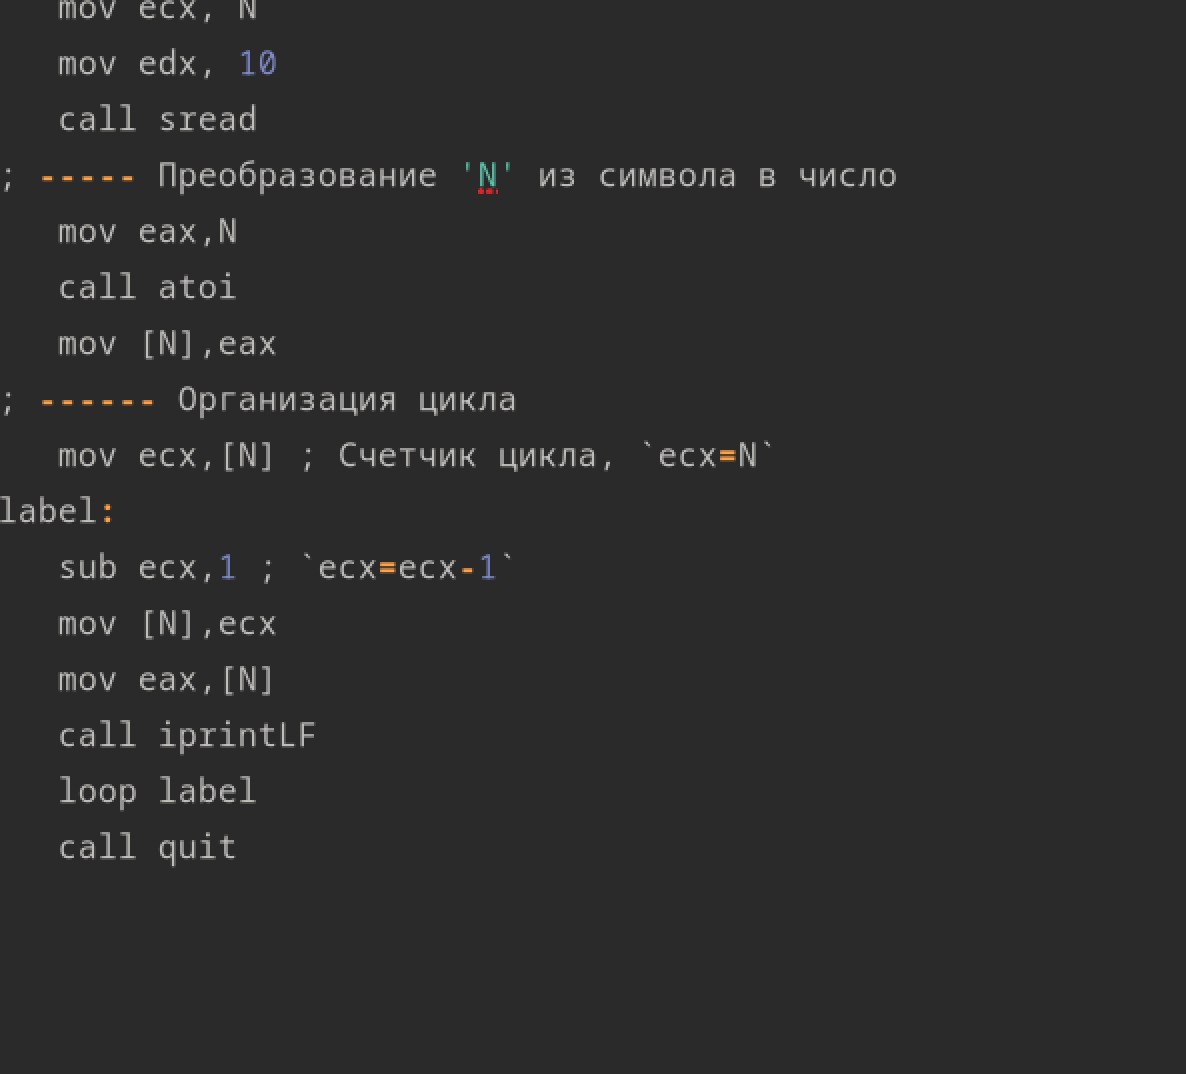 mov ecx, N
mov edx, 10
call sread
; ----- Преобразование 'N' из символа в число
mov eax,N
call atoi
mov [N],eax
; ------ Организация цикла
mov ecx,[N] ; Счетчик цикла, `ecx=N`
label:
sub ecx,1 ; `ecx=ecx-1`
mov [N],ecx
mov eax,[N]
call iprintLF
loop label
call quit